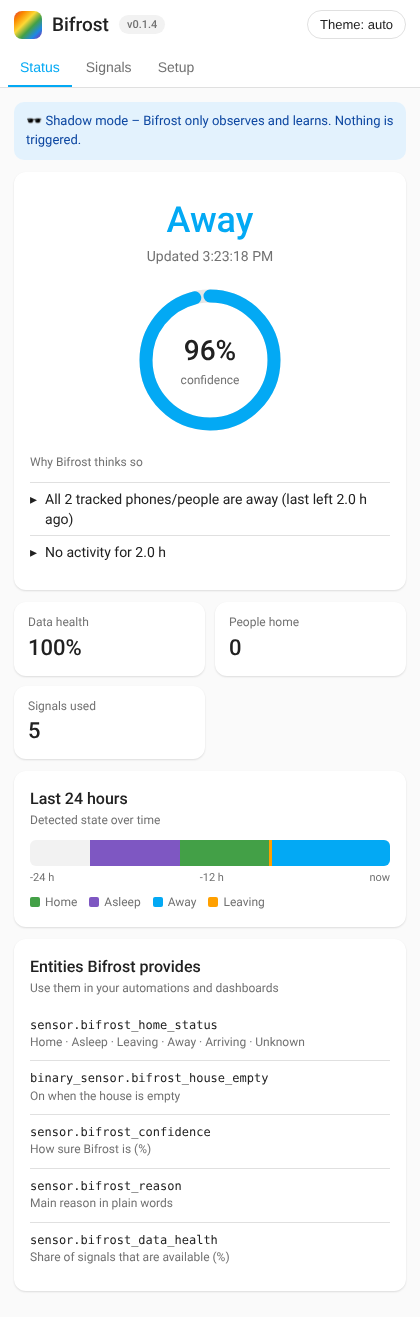 Bifrost v0.1.4 Theme: auto
Status Signals Setup
🕶️ Shadow mode – Bifrost only observes and learns. Nothing is
triggered.
Away
Updated 3:23:18 PM
96%
confidence
Why Bifrost thinks so
▸ All 2 tracked phones/people are away (last left 2.0 h
ago)
▸ No activity for 2.0 h
Data health
100%
People home
0
Signals used
5
Last 24 hours
Detected state over time
-24 h -12 h now
Home Asleep Away Leaving
Entities Bifrost provides
Use them in your automations and dashboards
sensor.bifrost_home_status
Home · Asleep · Leaving · Away · Arriving · Unknown
binary_sensor.bifrost_house_empty
On when the house is empty
sensor.bifrost_confidence
How sure Bifrost is (%)
sensor.bifrost_reason
Main reason in plain words
sensor.bifrost_data_health
Share of signals that are available (%)